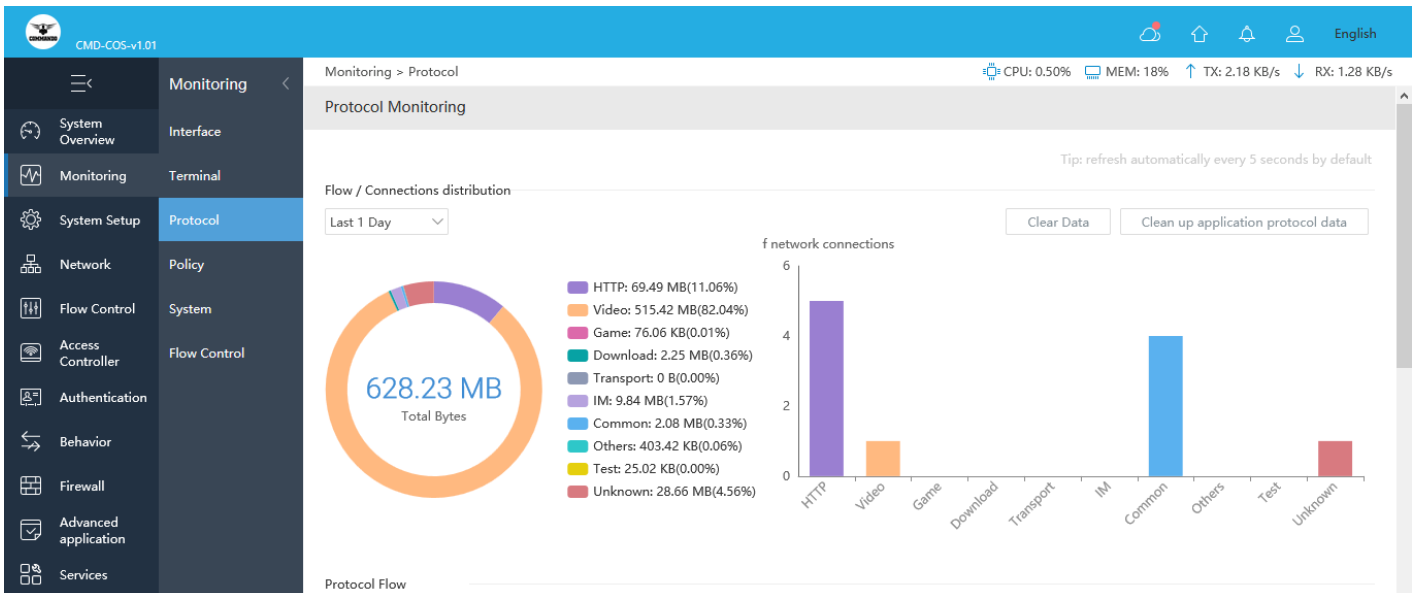 COMMANDO
CMD-COS-v1.01
English
Monitoring
Monitoring > Protocol
CPU: 0.50%
MEM: 18%
TX: 2.18 KB/s
RX: 1.28 KB/s
Protocol Monitoring
System
Overview
Monitoring
System Setup
Network
Flow Control
Access
Controller
Authentication
Behavior
Firewall
Advanced
application
Services
Interface
Terminal
Protocol
Policy
System
Flow Control
Tip: refresh automatically every 5 seconds by default
Flow / Connections distribution
Last 1 Day
Clear Data
Clean up application protocol data
628.23 MB
Total Bytes
HTTP: 69.49 MB(11.06%)
Video: 515.42 MB(82.04%)
Game: 76.06 KB(0.01%)
Download: 2.25 MB(0.36%)
Transport: 0 B(0.00%)
IM: 9.84 MB(1.57%)
Common: 2.08 MB(0.33%)
Others: 403.42 KB(0.06%)
Test: 25.02 KB(0.00%)
Unknown: 28.66 MB(4.56%)
f network connections
6
4
2
0
HTTP
Video
Game
Download
Transport
IM
Common
Others
Test
Unknown
Protocol Flow